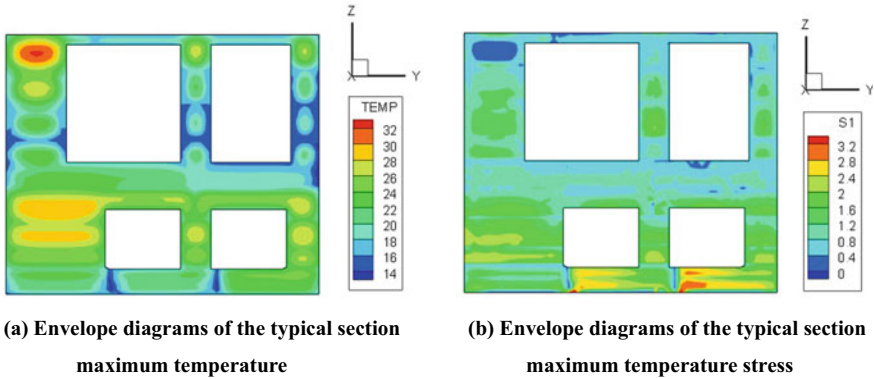 Z
X
Y
TEMP
32
30
28
26
24
22
20
18
16
14
Z
X
Y
S1
3.2
2.8
2.4
2
1.6
1.2
0.8
0.4
0
(a) Envelope diagrams of the typical section
maximum temperature
(b) Envelope diagrams of the typical section
maximum temperature stress